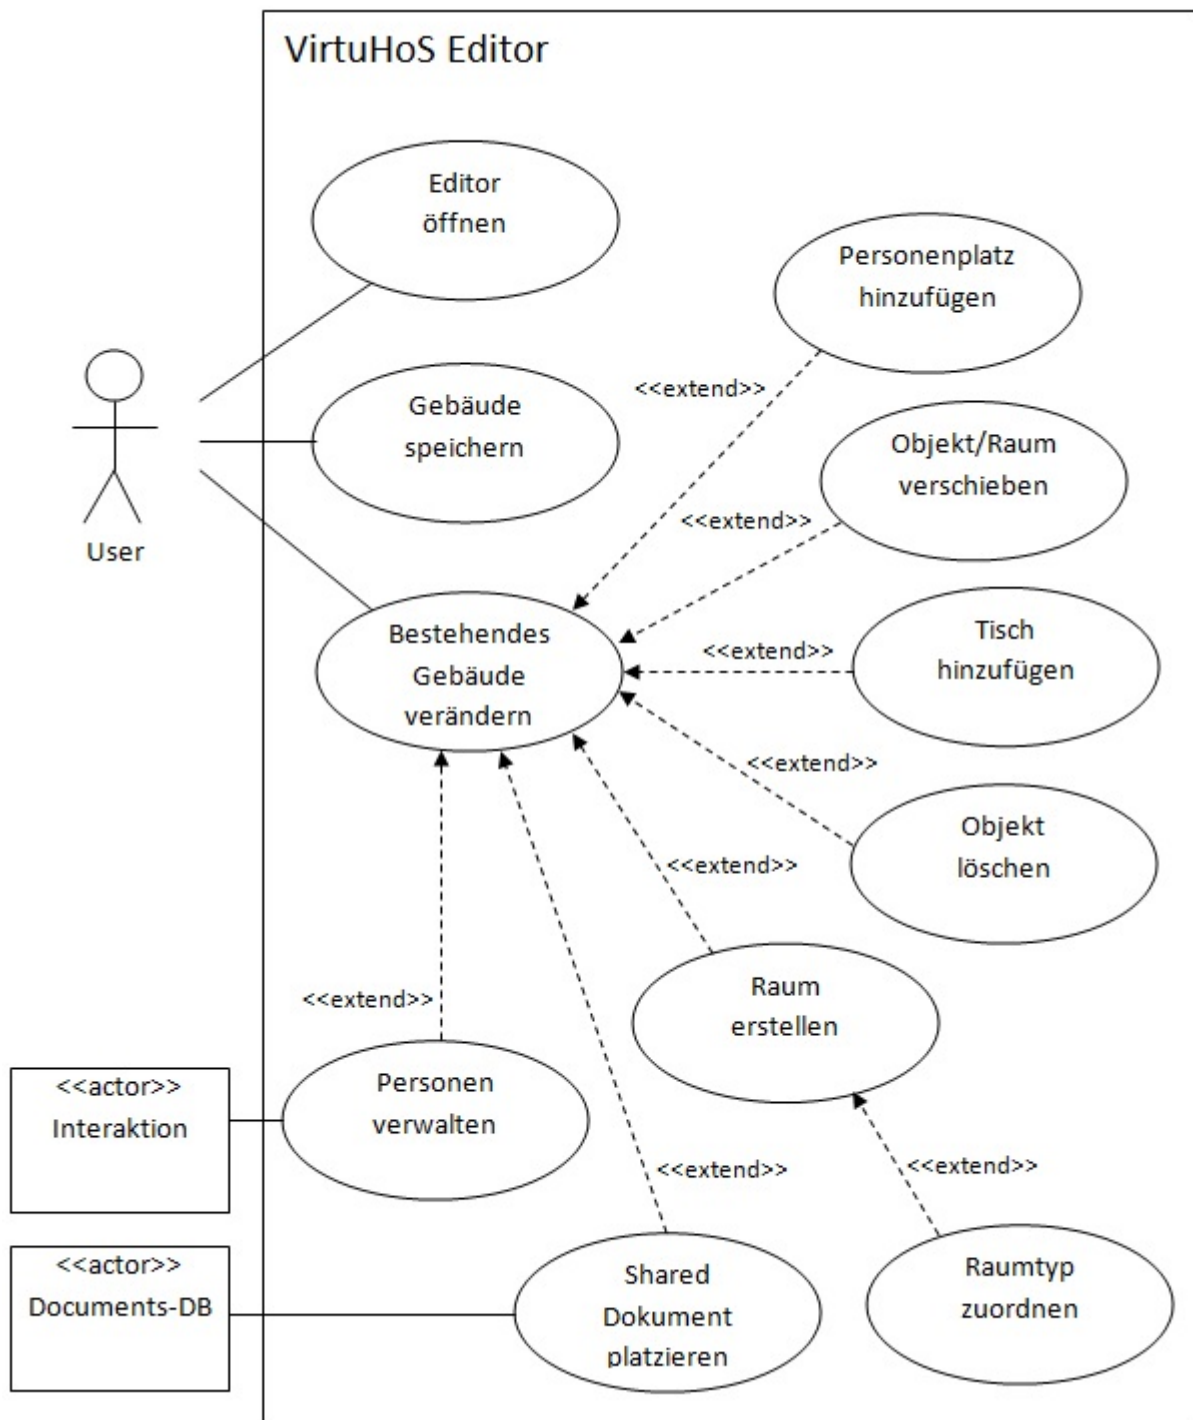 VirtuHoS Editor
Editor
öffnen
Personenplatz
hinzufügen
<<extend>>
Gebäude
speichern
Objekt/Raum
verschieben
<<extend>>
User
Bestehendes
Gebäude
verändern
<<extend>>
Tisch
hinzufügen
<<extend>>
Objekt
löschen
<<extend>>
Raum
erstellen
<<extend>>
<<actor>>
Interaktion
Personen
verwalten
<<extend>>
<<extend>>
<<actor>>
Documents-DB
Shared
Dokument
platzieren
Raumtyp
zuordnen